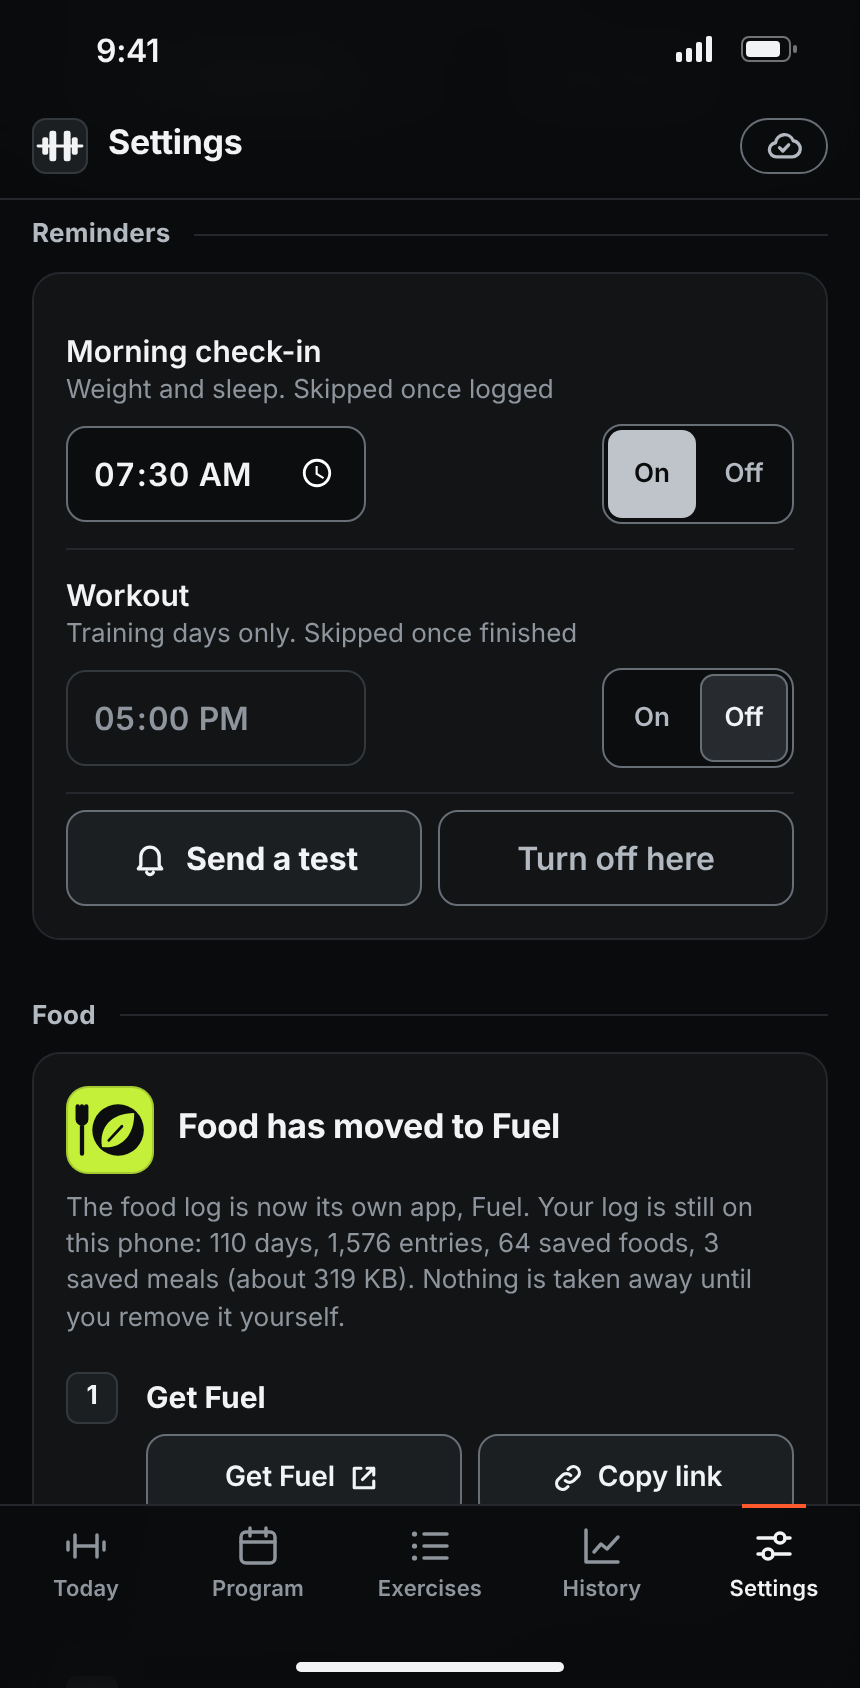 9:41
Settings
Reminders
Morning check-in
Weight and sleep. Skipped once logged
07:30 AM
On
Off
Workout
Training days only. Skipped once finished
05:00 PM
On
Off
Send a test
Turn off here
Food
Food has moved to Fuel
The food log is now its own app, Fuel. Your log is still on
this phone: 110 days, 1,576 entries, 64 saved foods, 3
saved meals (about 319 KB). Nothing is taken away until
you remove it yourself.
1
Get Fuel
Get Fuel
Copy link
Today
Program
Exercises
History
Settings